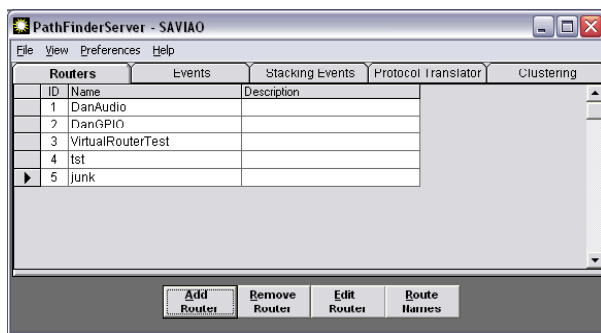 PathFinderServer - SAVIAO
File View Preferences Help
Routers Events Stacking Events Protocol Translator Clustering
ID Name Description
1 DanAudio
2 DanGPIO
3 VirtualRouterTest
4 tst
5 junk
Add Router Remove Router Edit Router Route Names